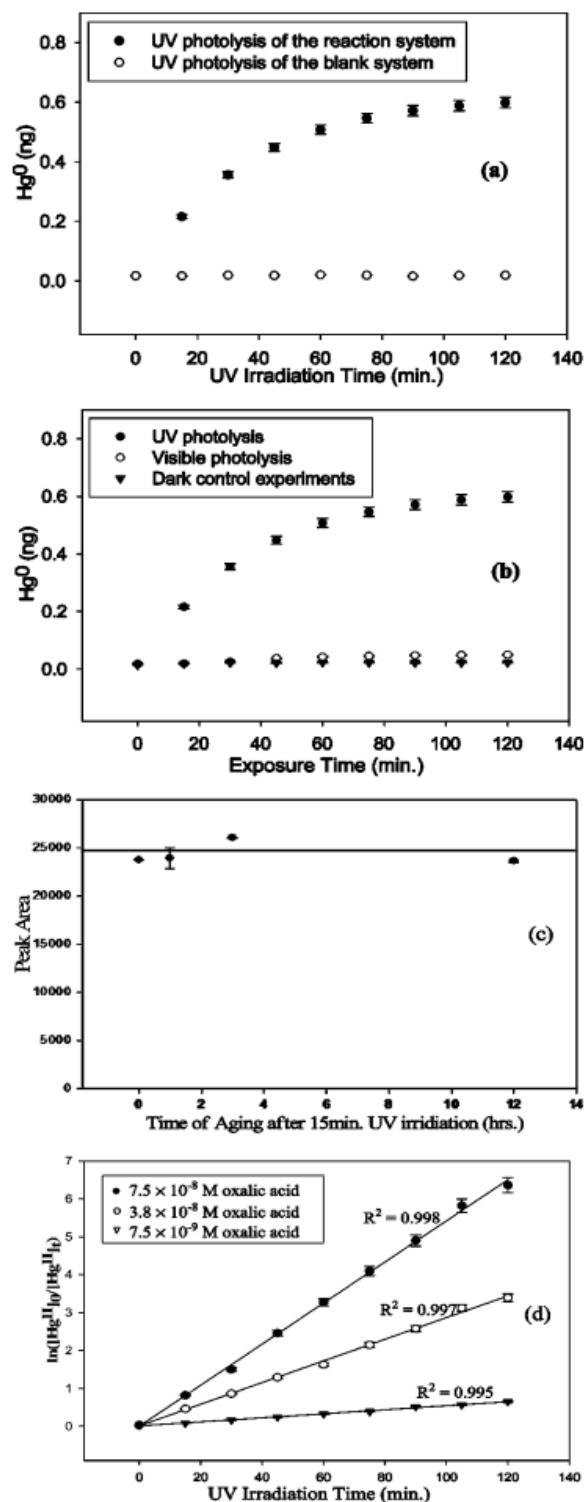 UV photolysis of the reaction system
UV photolysis of the blank system
0.8
0.6
0.4
0.2
0.0
Hg⁰ (ng)
(a)
0 20 40 60 80 100 120 140
UV Irradiation Time (min.)
UV photolysis
Visible photolysis
Dark control experiments
0.8
0.6
0.4
0.2
0.0
Hg⁰ (ng)
(b)
0 20 40 60 80 100 120 140
Exposure Time (min.)
30000
25000
20000
15000
10000
5000
0
Peak Area
(c)
0 2 4 6 8 10 12 14
Time of Aging after 15min. UV irridiation (hrs.)
7
6
5
4
3
2
1
0
ln([Hgᴵᴵ]₀/[Hgᴵᴵ]t)
7.5 × 10⁻⁸ M oxalic acid
3.8 × 10⁻⁸ M oxalic acid
7.5 × 10⁻⁹ M oxalic acid
R² = 0.998
R² = 0.997
(d)
R² = 0.995
0 20 40 60 80 100 120 140
UV Irradiation Time (min.)